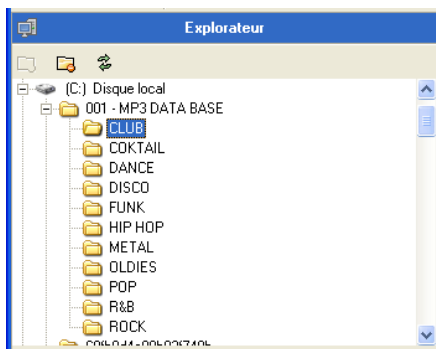 Explorateur
(C:) Disque local
001 - MP3 DATA BASE
CLUB
COKTAIL
DANCE
DISCO
FUNK
HIP HOP
METAL
OLDIES
POP
R&B
ROCK